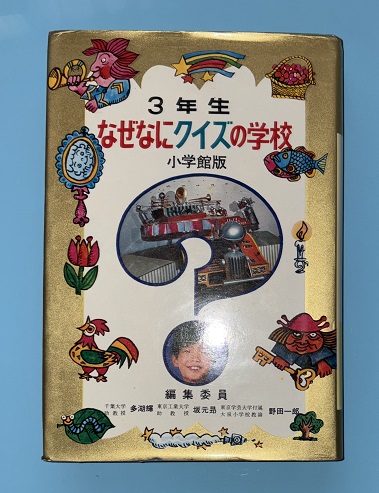 3年生
なぜなにクイズの学校
小学館版
編集委員
千葉大学助教授 多湖輝 東京工業大学助教授 坂元昂 東京学芸大学付属大泉小学校教諭 野田一郎